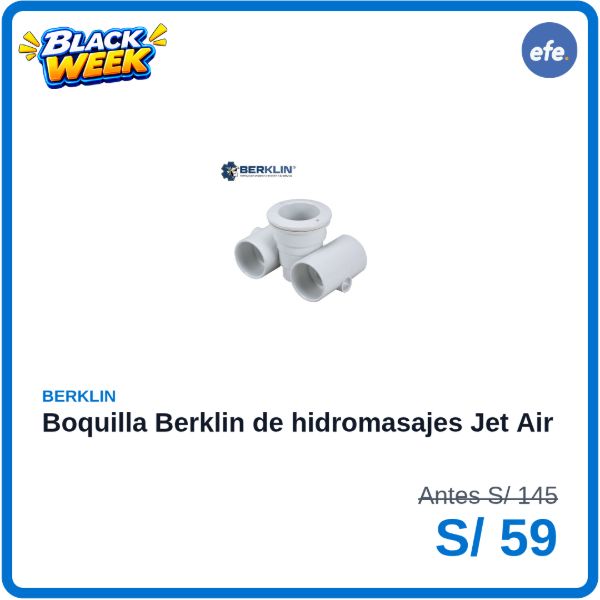 BLACK
WEEK
efe.
BERKLIN®
BERKLIN
Boquilla Berklin de hidromasajes Jet Air
Antes S/ 145
S/ 59